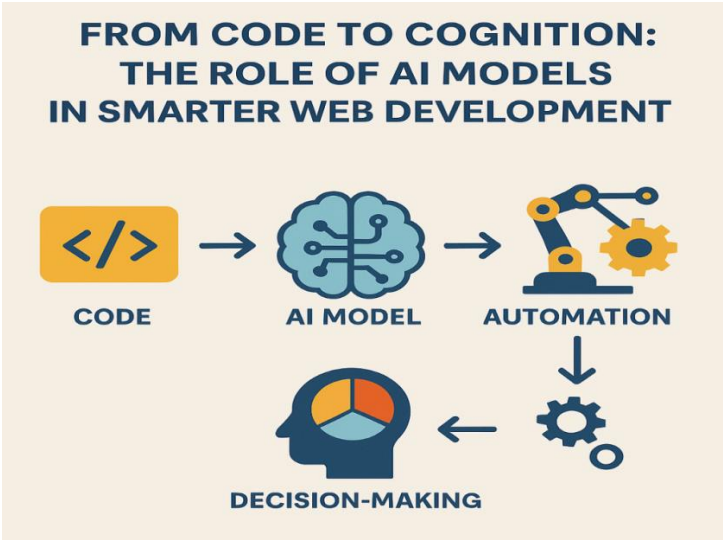 FROM CODE TO COGNITION:
THE ROLE OF AI MODELS
IN SMARTER WEB DEVELOPMENT
</>
CODE
AI MODEL
AUTOMATION
DECISION-MAKING